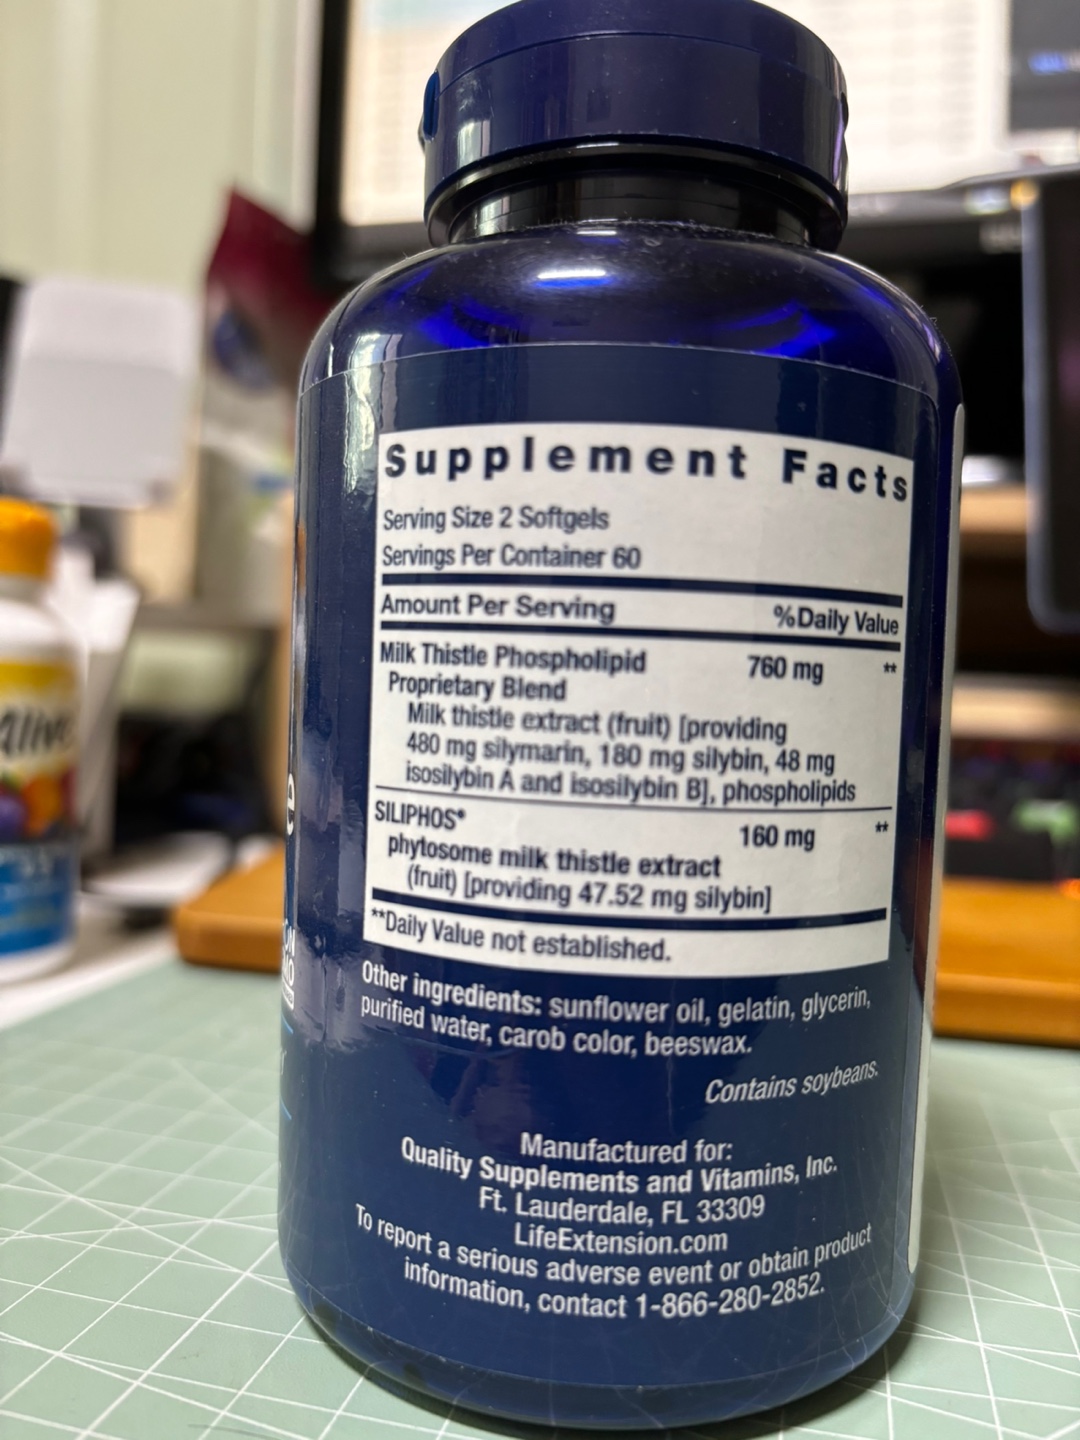 Supplement Facts
Serving Size 2 Softgels
Servings Per Container 60
Amount Per Serving %Daily Value
Milk Thistle Phospholipid 760 mg **
Proprietary Blend
Milk thistle extract (fruit) [providing
480 mg silymarin, 180 mg silybin, 48 mg
isosilybin A and isosilybin B], phospholipids
SILIPHOS® 160 mg **
phytosome milk thistle extract
(fruit) [providing 47.52 mg silybin]
**Daily Value not established.
Other ingredients: sunflower oil, gelatin, glycerin,
purified water, carob color, beeswax.
Contains soybeans.
Manufactured for:
Quality Supplements and Vitamins, Inc.
Ft. Lauderdale, FL 33309
LifeExtension.com
To report a serious adverse event or obtain product
information, contact 1-866-280-2852.
Alive